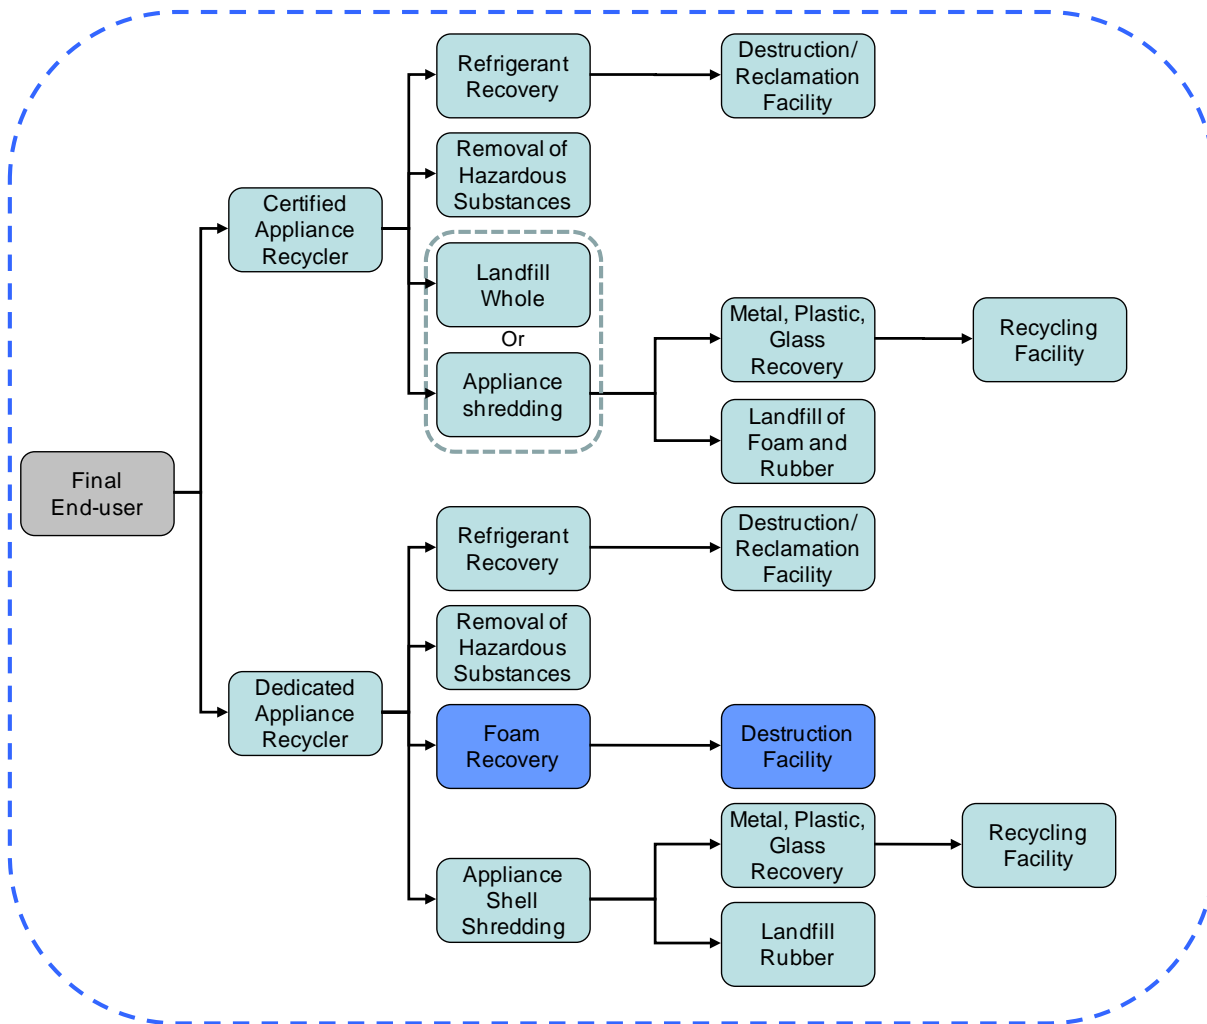 Refrigerant
Recovery
Destruction/
Reclamation
Facility
Removal of
Hazardous
Substances
Certified
Appliance
Recycler
Landfill
Whole
Or
Appliance
shredding
Metal, Plastic,
Glass
Recovery
Recycling
Facility
Landfill of
Foam and
Rubber
Final
End-user
Refrigerant
Recovery
Destruction/
Reclamation
Facility
Removal of
Hazardous
Substances
Dedicated
Appliance
Recycler
Foam
Recovery
Destruction
Facility
Metal, Plastic,
Glass
Recovery
Recycling
Facility
Appliance
Shell
Shredding
Landfill
Rubber